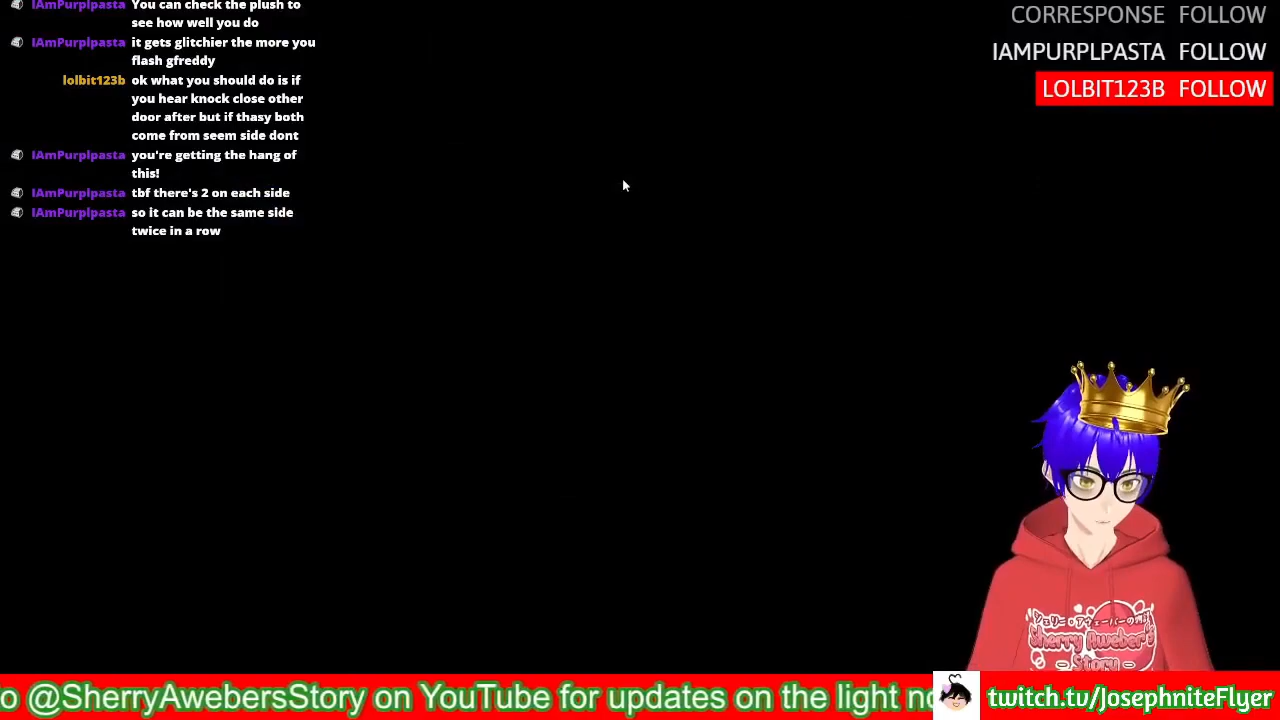 IAmPurplpasta You can check the plush to
see how well you do
IAmPurplpasta it gets glitchier the more you
flash gfreddy
lolbit123b ok what you should do is if
you hear knock close other
door after but if thasy both
come from seem side dont
IAmPurplpasta you're getting the hang of
this!
IAmPurplpasta tbf there's 2 on each side
IAmPurplpasta so it can be the same side
twice in a row
CORRESPONSE FOLLOW
IAMPURPLPASTA FOLLOW
LOLBIT123B FOLLOW
Sherry Aweber's
Story
o @SherryAwebersStory on YouTube for updates on the light no
twitch.tv/JosephniteFlyer